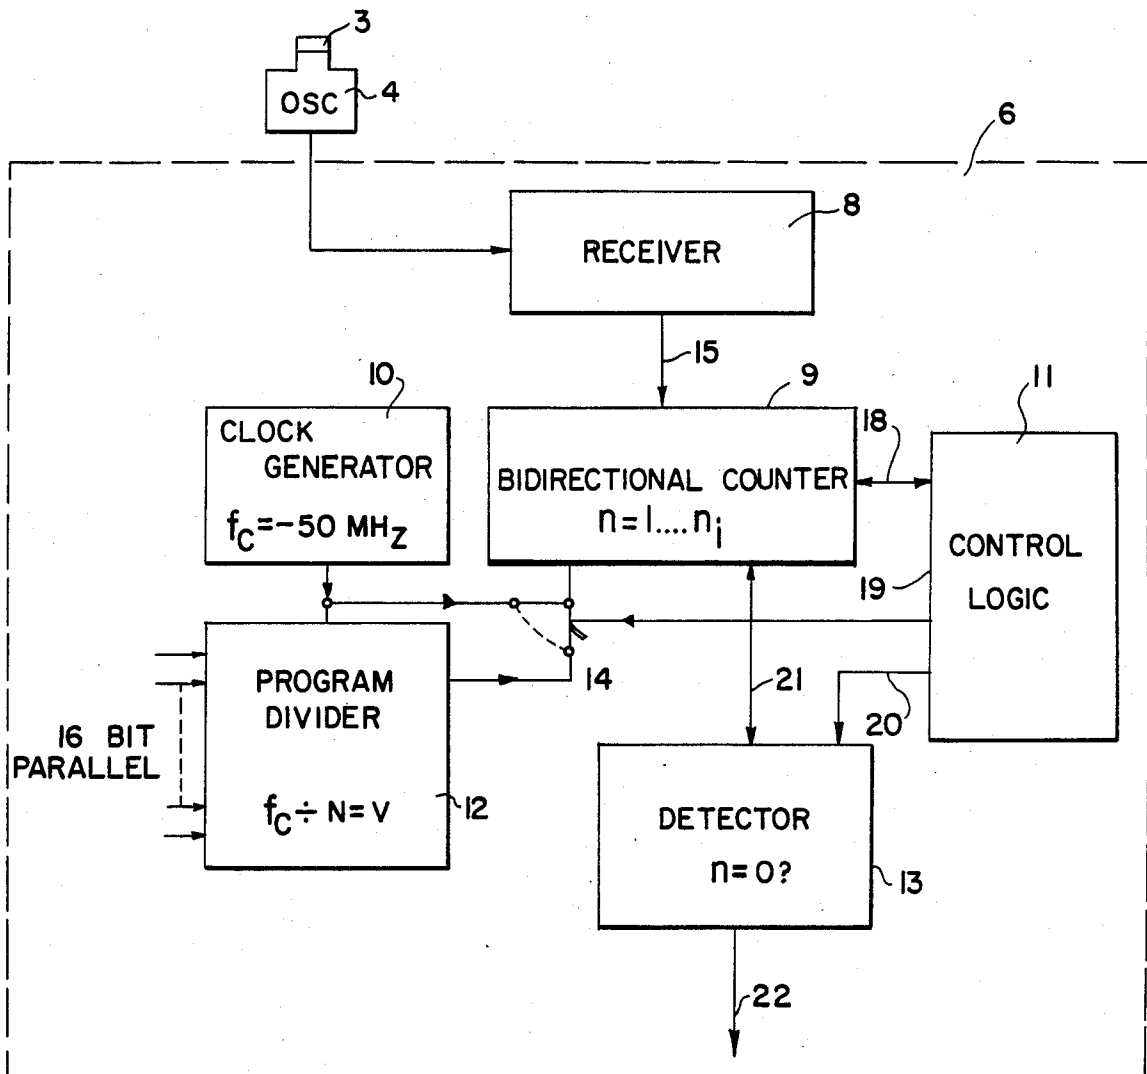 3
OSC
4
6
8
RECEIVER
15
9
10
11
CLOCK
GENERATOR
fC=-50 MHZ
18
BIDIRECTIONAL COUNTER
n=1....ni
CONTROL
LOGIC
19
PROGRAM
DIVIDER
14
21
20
16 BIT
PARALLEL
fC÷N=V
12
DETECTOR
n=0?
13
22